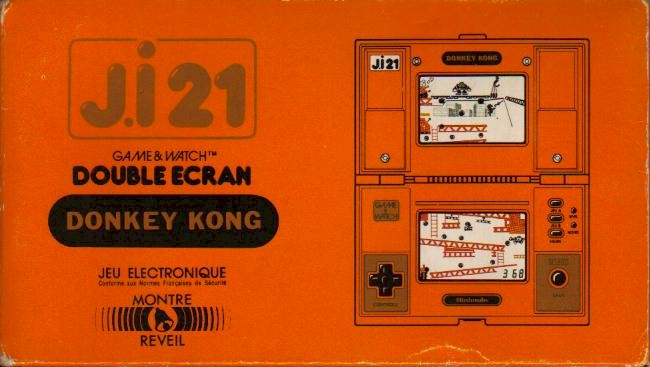 J.i 21
GAME & WATCH™
DOUBLE ECRAN
DONKEY KONG
JEU ELECTRONIQUE
Conforme aux Normes Françaises de Sécurité
MONTRE
REVEIL
J.i 21
DONKEY KONG
GAME & WATCH
368
Nintendo
CONTROLE